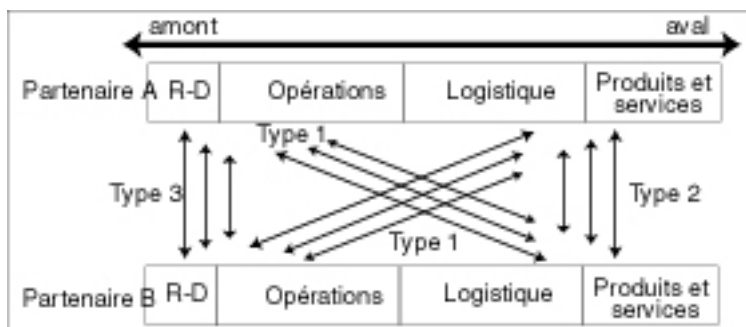 amont aval
Partenaire A R-D Opérations Logistique Produits et
services
Type 1
Type 3 Type 2
Type 1
Partenaire B R-D Opérations Logistique Produits et
services